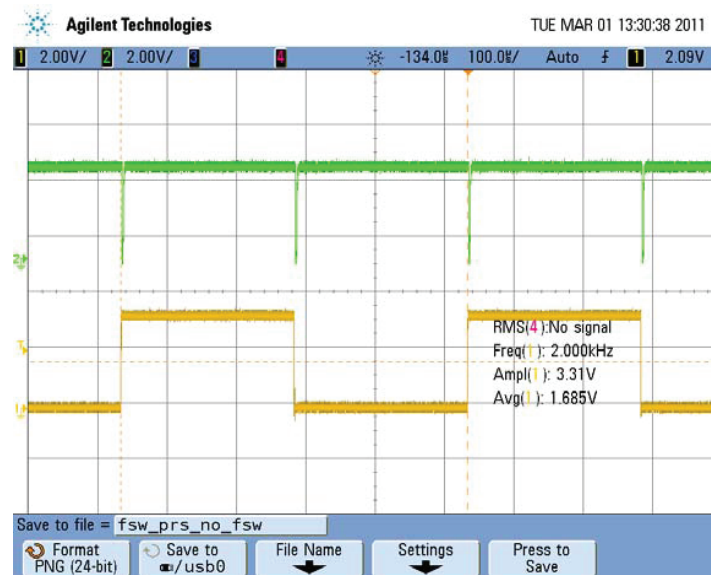 Agilent Technologies TUE MAR 01 13:30:38 2011
1 2.00V/ 2 2.00V/ 3 4 -134.0ꟸ 100.0ꟸ/ Auto 1 2.09V
2
T
1
RMS(4):No signal
Freq(1): 2.000kHz
Ampl(1): 3.31V
Avg(1): 1.685V
Save to file = fsw_prs_no_fsw
Format Save to File Name Settings Press to
PNG (24-bit) /usb0 Save